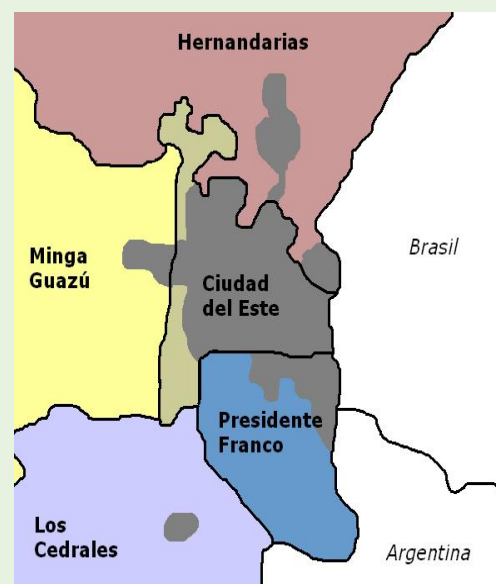 Hernandarias
Brasil
Minga
Guazú
Ciudad
del Este
Presidente
Franco
Los
Cedrales
Argentina